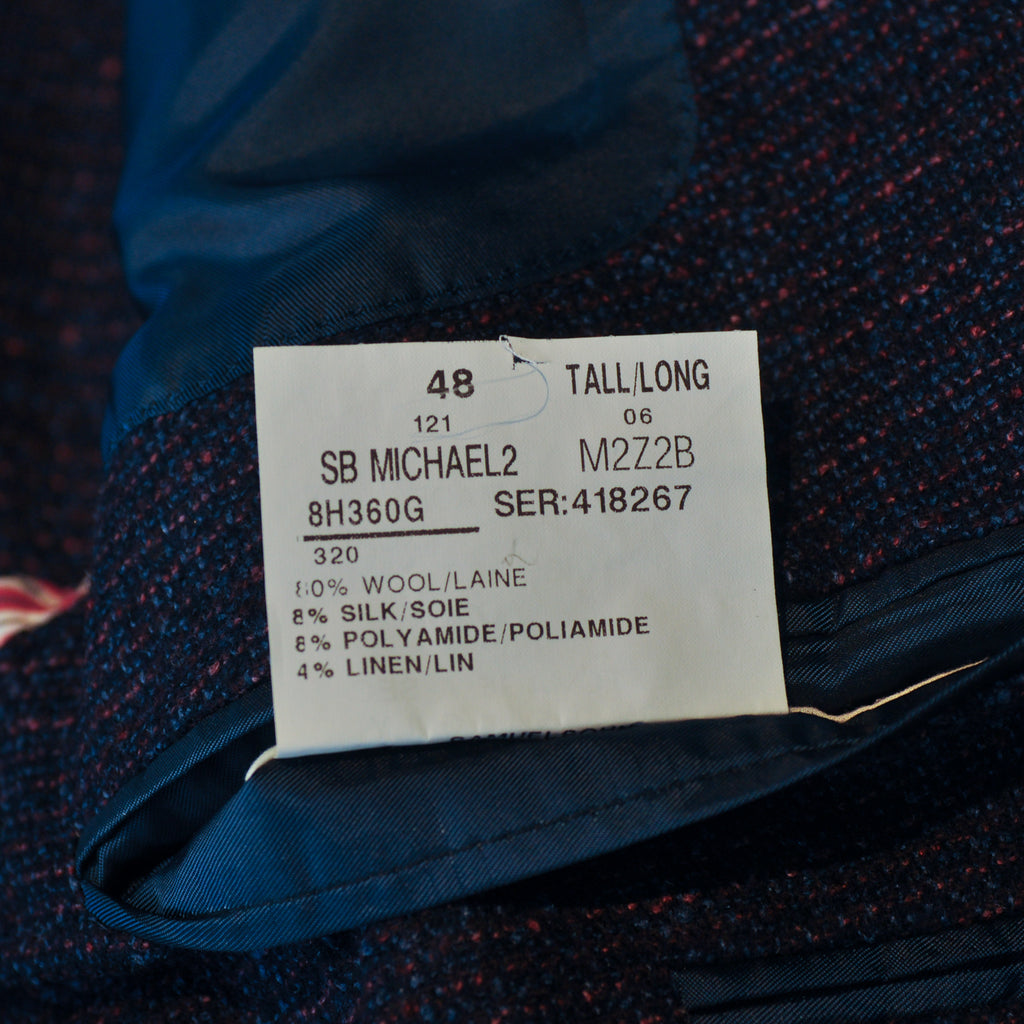 48 TALL/LONG
121 06
SB MICHAEL2 M2Z2B
8H360G SER:418267
320
80% WOOL/LAINE
8% SILK/SOIE
8% POLYAMIDE/POLIAMIDE
4% LINEN/LIN